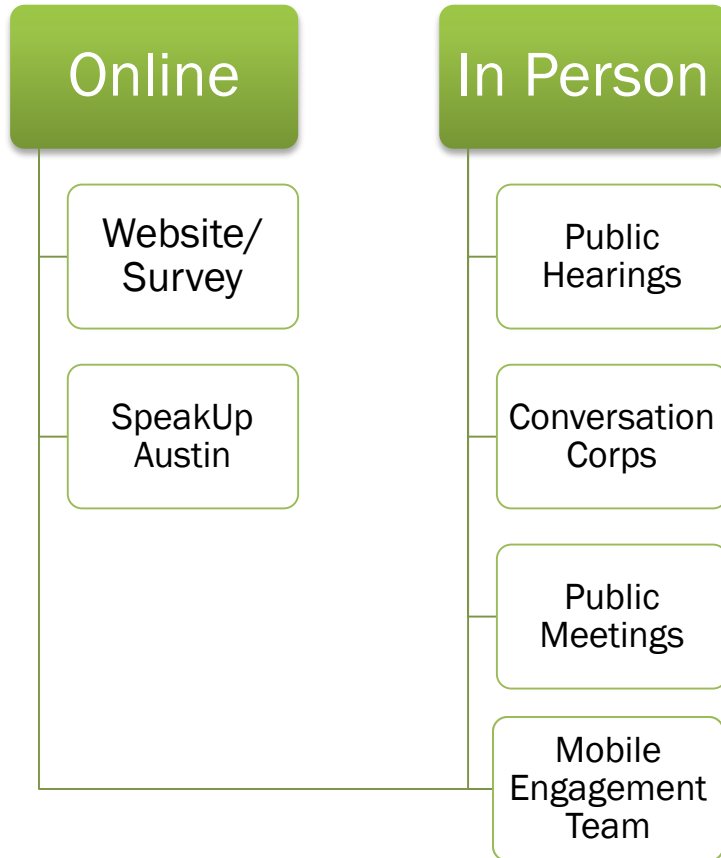 Online
Website/
Survey
SpeakUp
Austin
In Person
Public
Hearings
Conversation
Corps
Public
Meetings
Mobile
Engagement
Team